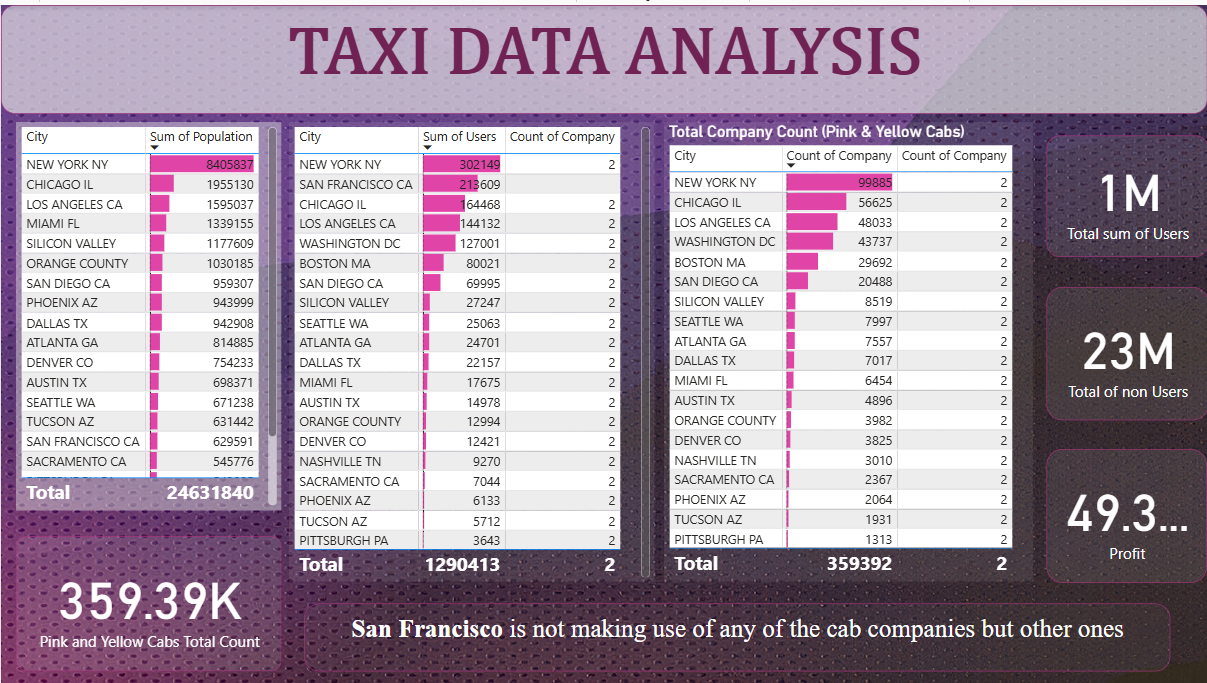 TAXI DATA ANALYSIS
City Sum of Population
NEW YORK NY 8405837
CHICAGO IL 1955130
LOS ANGELES CA 1595037
MIAMI FL 1339155
SILICON VALLEY 1177609
ORANGE COUNTY 1030185
SAN DIEGO CA 959307
PHOENIX AZ 943999
DALLAS TX 942908
ATLANTA GA 814885
DENVER CO 754233
AUSTIN TX 698371
SEATTLE WA 671238
TUCSON AZ 631442
SAN FRANCISCO CA 629591
SACRAMENTO CA 545776
Total 24631840
359.39K
Pink and Yellow Cabs Total Count
City Sum of Users Count of Company
NEW YORK NY 302149 2
SAN FRANCISCO CA 213609
CHICAGO IL 164468 2
LOS ANGELES CA 144132 2
WASHINGTON DC 127001 2
BOSTON MA 80021 2
SAN DIEGO CA 69995 2
SILICON VALLEY 27247 2
SEATTLE WA 25063 2
ATLANTA GA 24701 2
DALLAS TX 22157 2
MIAMI FL 17675 2
AUSTIN TX 14978 2
ORANGE COUNTY 12994 2
DENVER CO 12421 2
NASHVILLE TN 9270 2
SACRAMENTO CA 7044 2
PHOENIX AZ 6133 2
TUCSON AZ 5712 2
PITTSBURGH PA 3643 2
Total 1290413 2
Total Company Count (Pink & Yellow Cabs)
City Count of Company Count of Company
NEW YORK NY 99885 2
CHICAGO IL 56625 2
LOS ANGELES CA 48033 2
WASHINGTON DC 43737 2
BOSTON MA 29692 2
SAN DIEGO CA 20488 2
SILICON VALLEY 8519 2
SEATTLE WA 7997 2
ATLANTA GA 7557 2
DALLAS TX 7017 2
MIAMI FL 6454 2
AUSTIN TX 4896 2
ORANGE COUNTY 3982 2
DENVER CO 3825 2
NASHVILLE TN 3010 2
SACRAMENTO CA 2367 2
PHOENIX AZ 2064 2
TUCSON AZ 1931 2
PITTSBURGH PA 1313 2
Total 359392 2
1M
Total sum of Users
23M
Total of non Users
49.3...
Profit
San Francisco is not making use of any of the cab companies but other ones